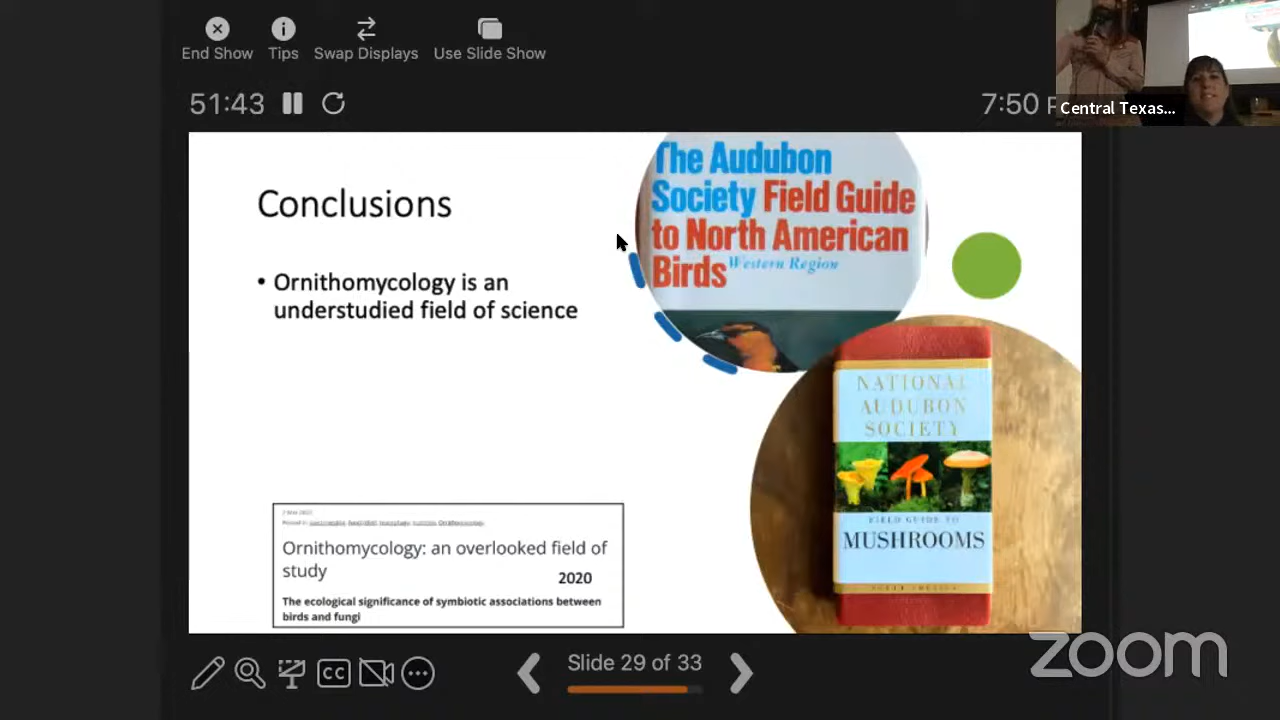 End Show
Tips
Swap Displays
Use Slide Show
51:43
7:50 P
Central Texas...
Conclusions
• Ornithomycology is an
understudied field of science
The Audubon
Society Field Guide
to North American
Birds Western Region
NATIONAL
AUDUBON
SOCIETY
FIELD GUIDE TO
MUSHROOMS
Ornithomycology: an overlooked field of
study
2020
The ecological significance of symbiotic associations between
birds and fungi
CC
Slide 29 of 33
zoom